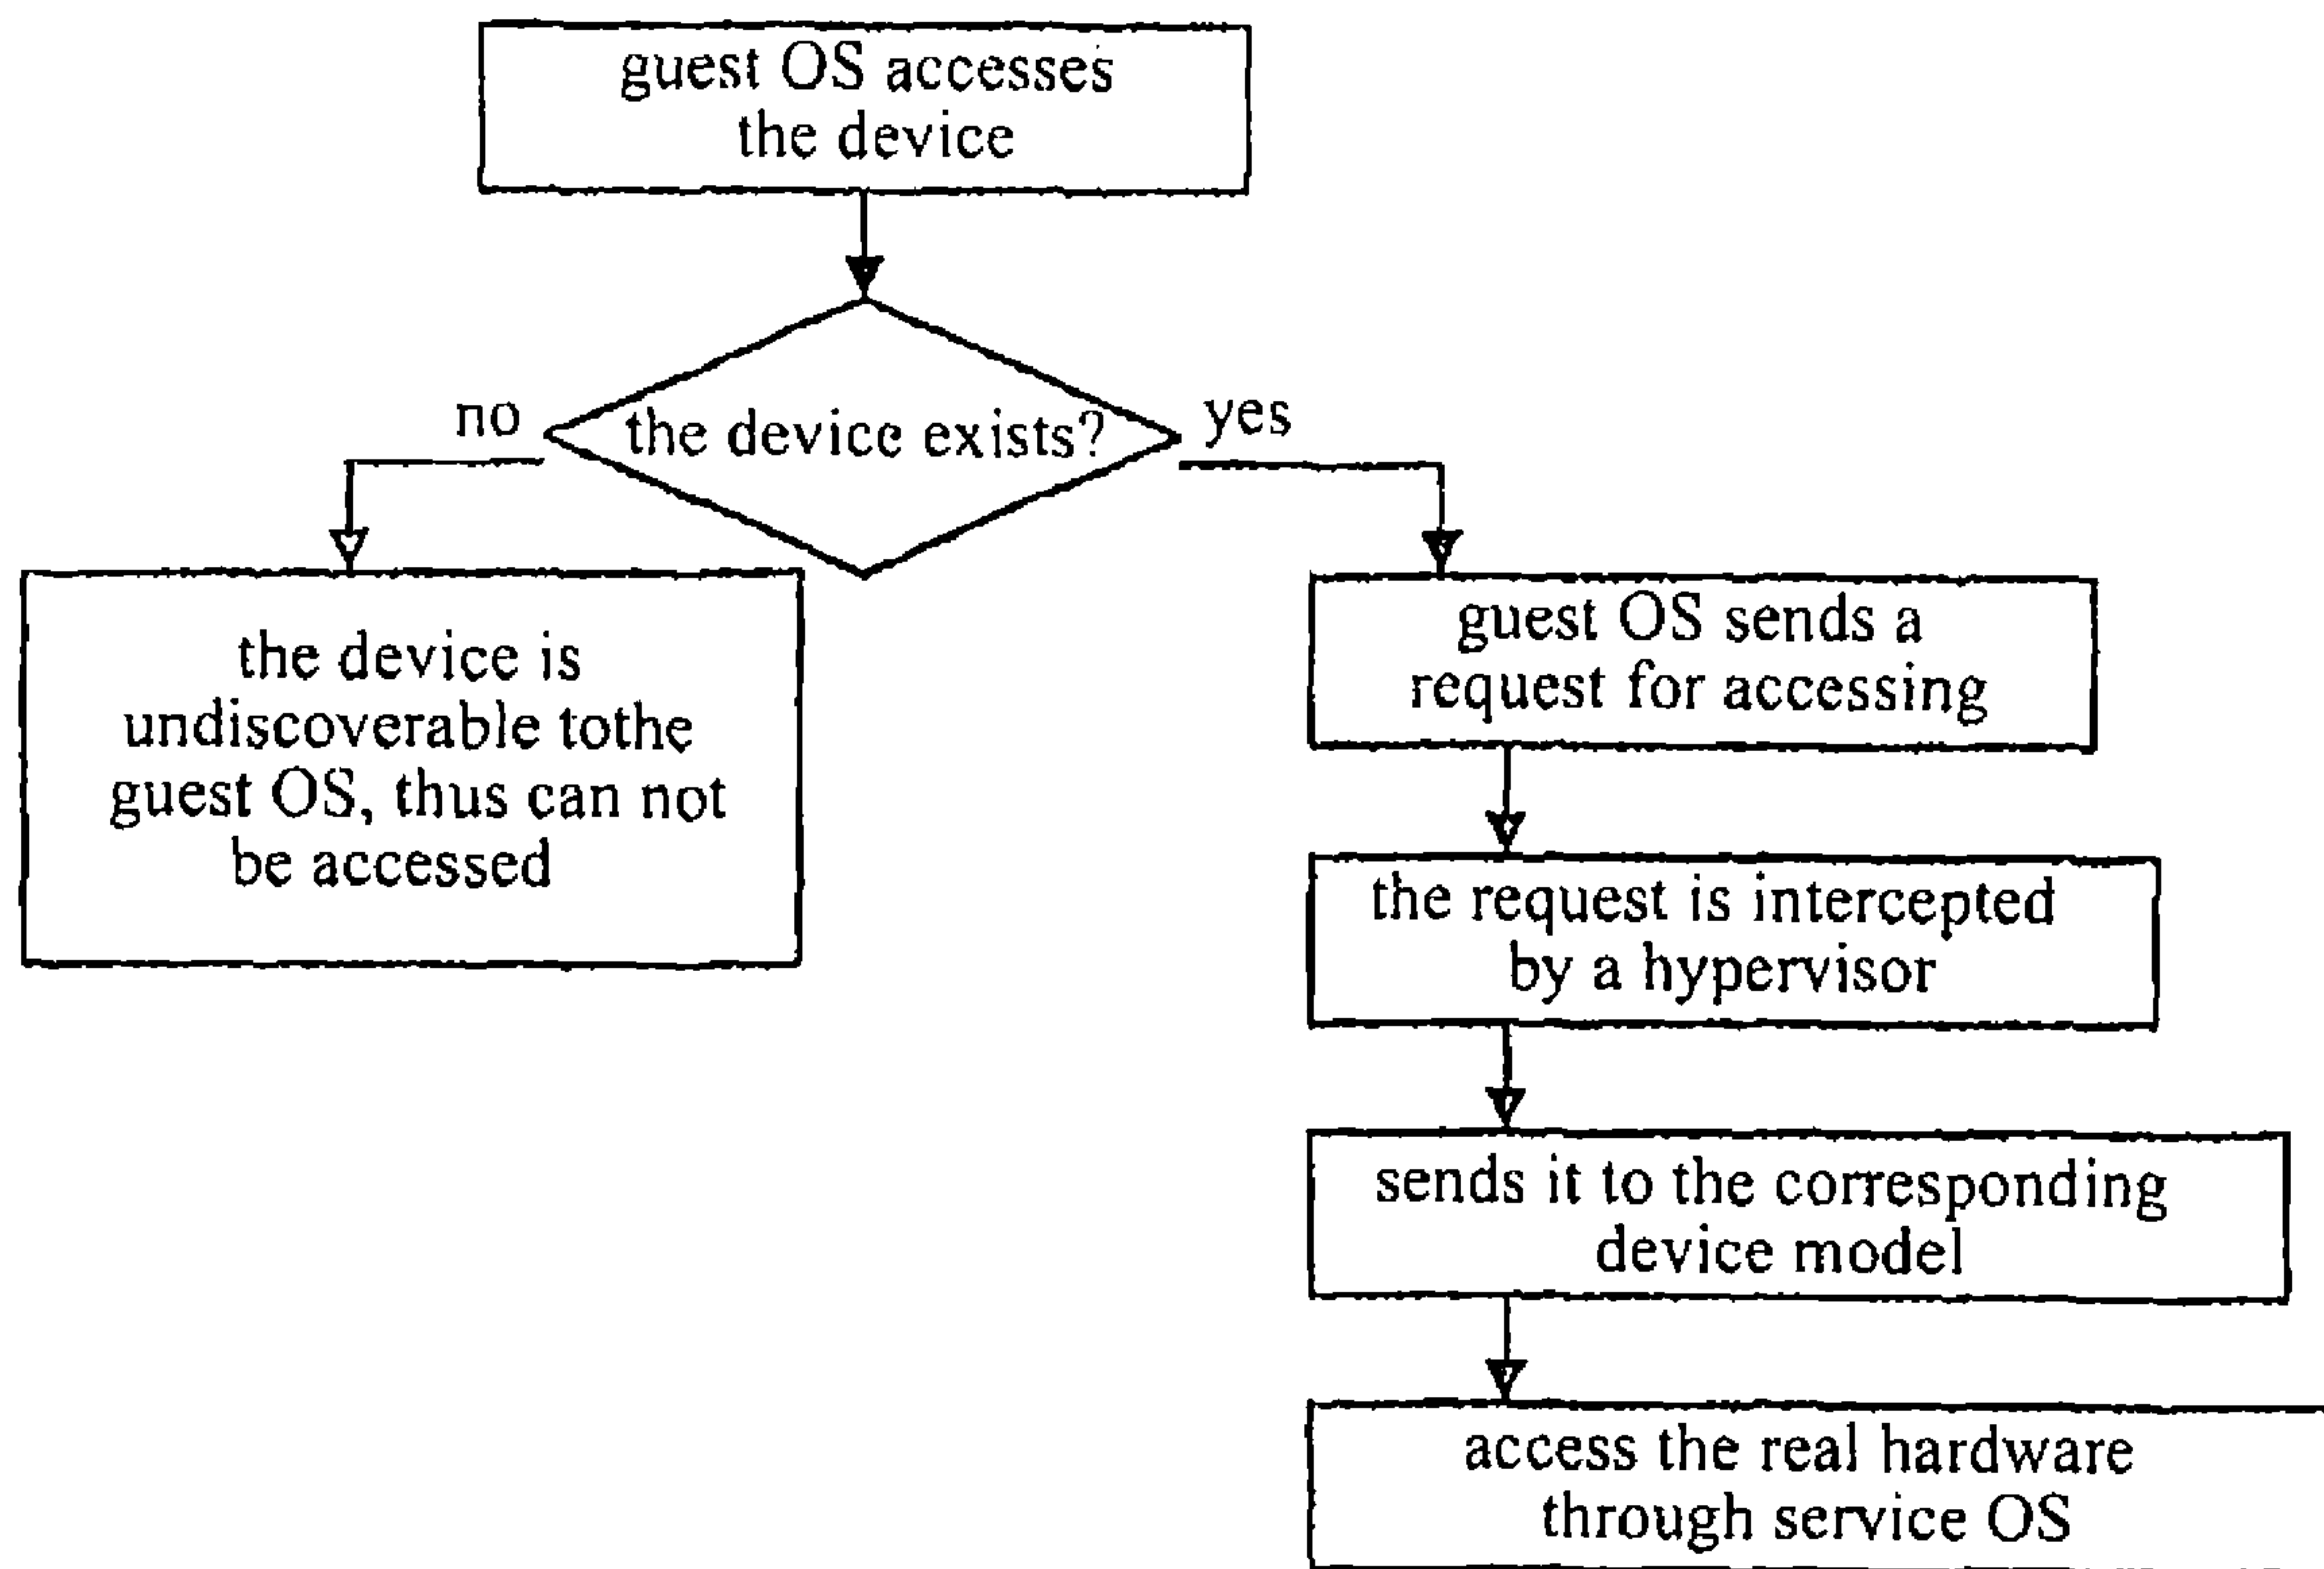 guest OS accesses
the device
the device exists?
no
yes
the device is
undiscoverable tothe
guest OS, thus can not
be accessed
guest OS sends a
request for accessing
the request is intercepted
by a hypervisor
sends it to the corresponding
device model
access the real hardware
through service OS